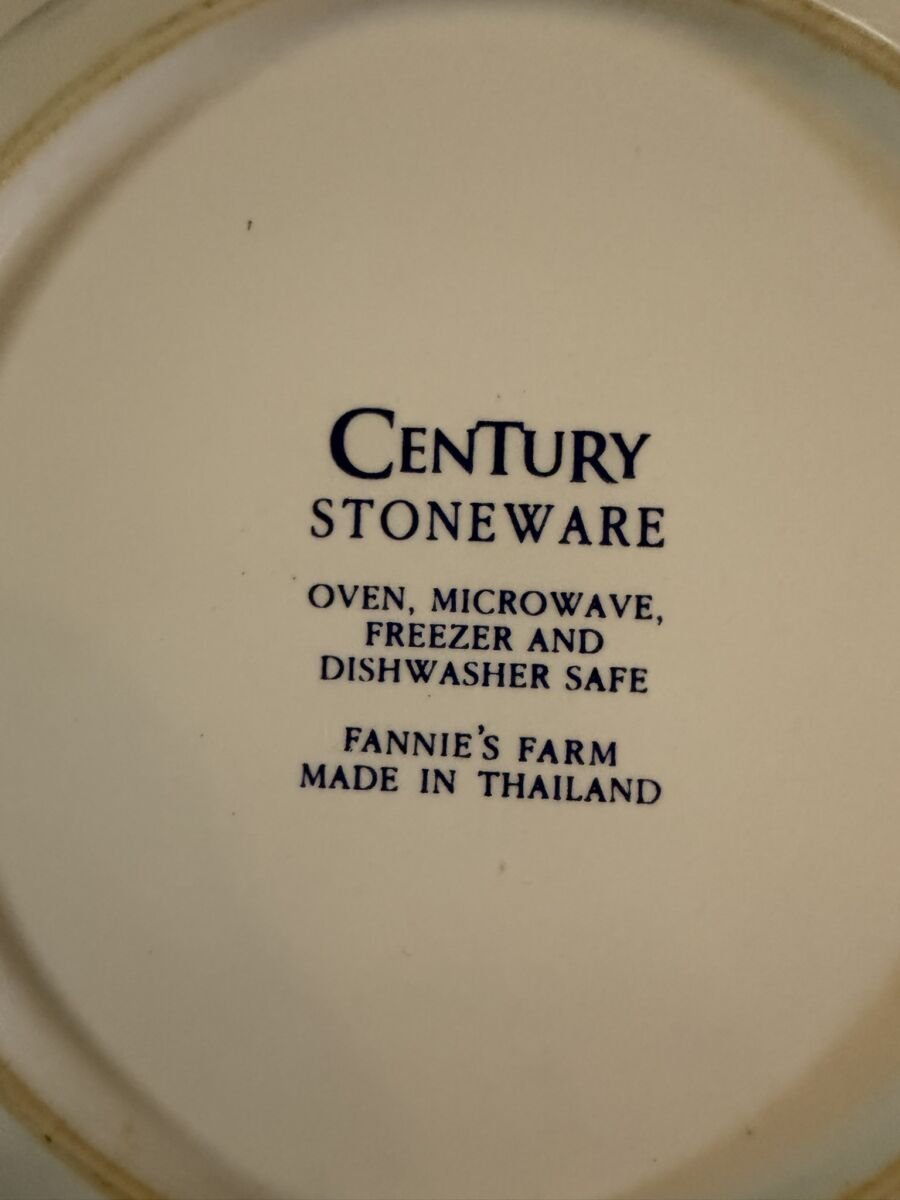 CENTURY
STONEWARE
OVEN, MICROWAVE,
FREEZER AND
DISHWASHER SAFE
FANNIE'S FARM
MADE IN THAILAND